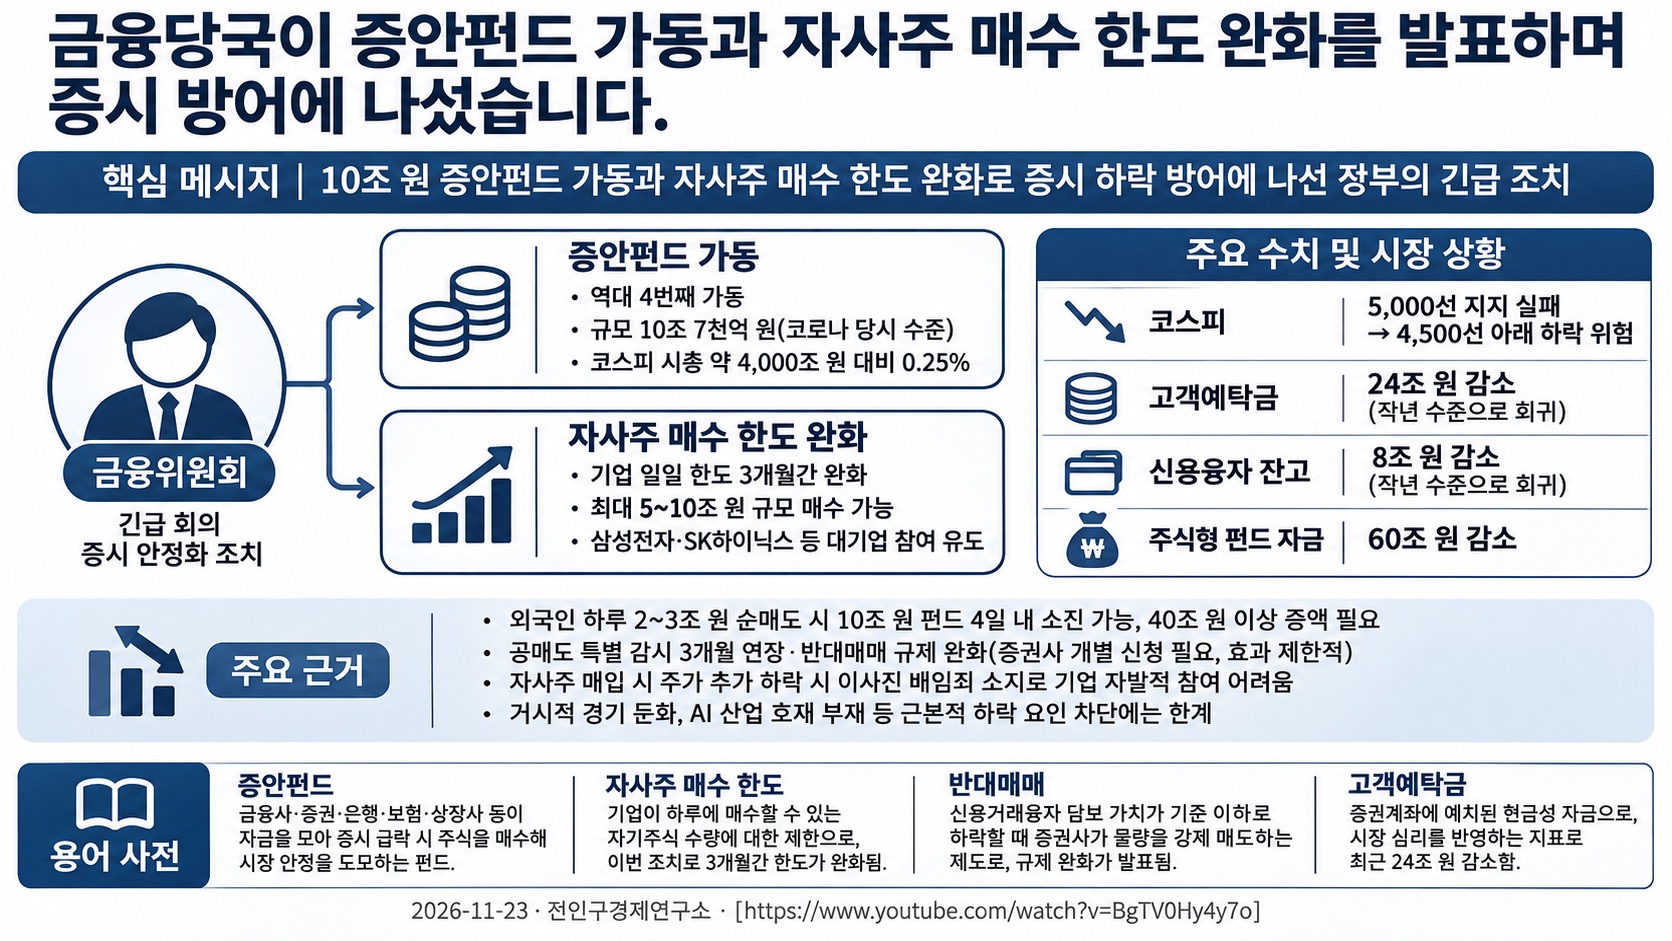 금융당국이 증안펀드 가동과 자사주 매수 한도 완화를 발표하며
증시 방어에 나섰습니다.
핵심 메시지 | 10조 원 증안펀드 가동과 자사주 매수 한도 완화로 증시 하락 방어에 나선 정부의 긴급 조치
금융위원회
긴급 회의
증시 안정화 조치
증안펀드 가동
• 역대 4번째 가동
• 규모 10조 7천억 원(코로나 당시 수준)
• 코스피 시총 약 4,000조 원 대비 0.25%
자사주 매수 한도 완화
• 기업 일일 한도 3개월간 완화
• 최대 5~10조 원 규모 매수 가능
• 삼성전자·SK하이닉스 등 대기업 참여 유도
주요 수치 및 시장 상황
코스피
5,000선 지지 실패
→ 4,500선 아래 하락 위험
고객예탁금
24조 원 감소
(작년 수준으로 회귀)
신용융자 잔고
8조 원 감소
(작년 수준으로 회귀)
₩
주식형 펀드 자금
60조 원 감소
주요 근거
• 외국인 하루 2~3조 원 순매도 시 10조 원 펀드 4일 내 소진 가능, 40조 원 이상 증액 필요
• 공매도 특별 감시 3개월 연장·반대매매 규제 완화(증권사 개별 신청 필요, 효과 제한적)
• 자사주 매입 시 주가 추가 하락 시 이사진 배임죄 소지로 기업 자발적 참여 어려움
• 거시적 경기 둔화, AI 산업 호재 부재 등 근본적 하락 요인 차단에는 한계
용어 사전
증안펀드
금융사·증권·은행·보험·상장사 동이
자금을 모아 증시 급락 시 주식을 매수해
시장 안정을 도모하는 펀드.
자사주 매수 한도
기업이 하루에 매수할 수 있는
자기주식 수량에 대한 제한으로,
이번 조치로 3개월간 한도가 완화됨.
반대매매
신용거래융자 담보 가치가 기준 이하로
하락할 때 증권사가 물량을 강제 매도하는
제도로, 규제 완화가 발표됨.
고객예탁금
증권계좌에 예치된 현금성 자금으로,
시장 심리를 반영하는 지표로
최근 24조 원 감소함.
2026-11-23 · 전인구경제연구소 · [https://www.youtube.com/watch?v=BgTV0Hy4y7o]